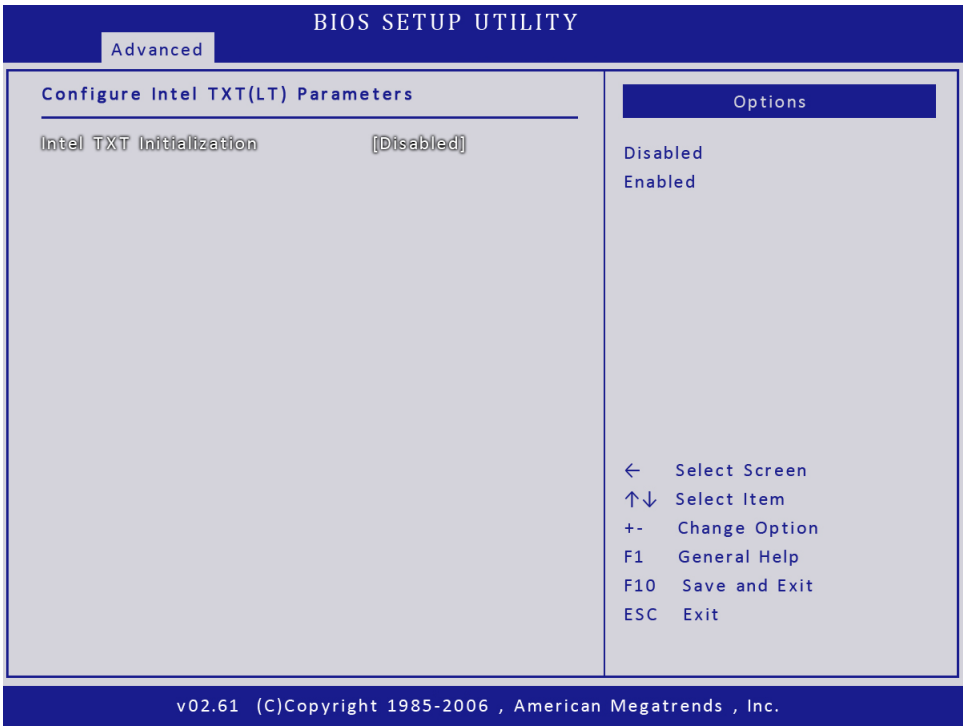 BIOS SETUP UTILITY
Advanced
Configure Intel TXT(LT) Parameters
Intel TXT Initialization [Disabled]
Options
Disabled
Enabled
← Select Screen
↑↓ Select Item
+- Change Option
F1 General Help
F10 Save and Exit
ESC Exit
v02.61 (C)Copyright 1985-2006 , American Megatrends , Inc.